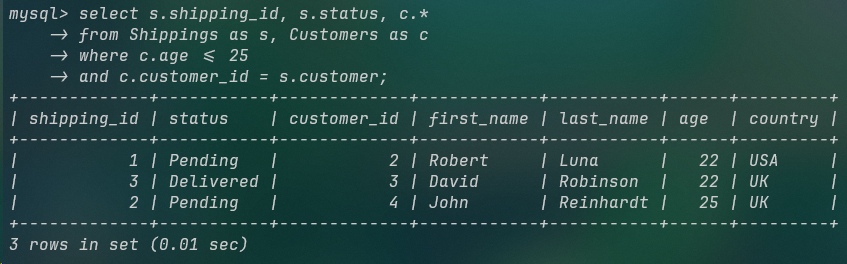 mysql> select s.shipping_id, s.status, c.*
    -> from Shippings as s, Customers as c
    -> where c.age <= 25
    -> and c.customer_id = s.customer;
+-------------+-----------+-------------+------------+-----------+-----+---------+
| shipping_id | status    | customer_id | first_name | last_name | age | country |
+-------------+-----------+-------------+------------+-----------+-----+---------+
|           1 | Pending   |           2 | Robert     | Luna      |  22 | USA     |
|           3 | Delivered |           3 | David      | Robinson  |  22 | UK      |
|           2 | Pending   |           4 | John       | Reinhardt |  25 | UK      |
+-------------+-----------+-------------+------------+-----------+-----+---------+
3 rows in set (0.01 sec)